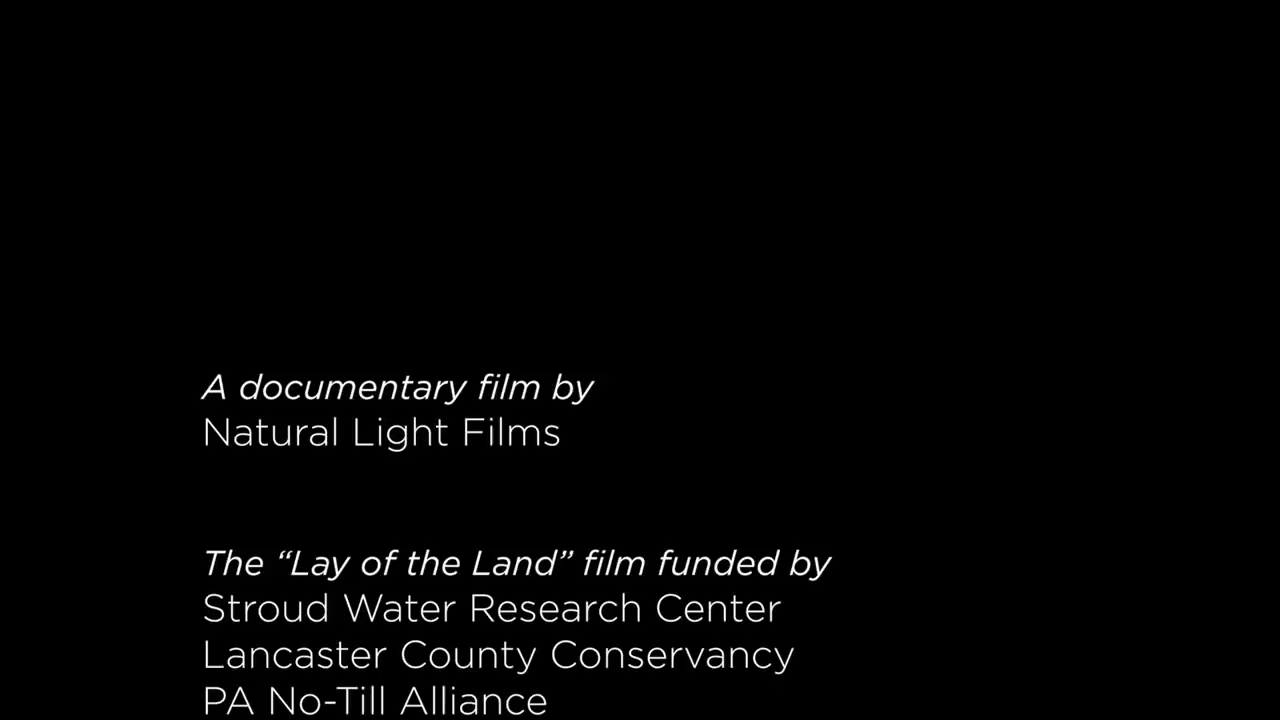 A documentary film by
Natural Light Films
The “Lay of the Land” film funded by
Stroud Water Research Center
Lancaster County Conservancy
PA No-Till Alliance